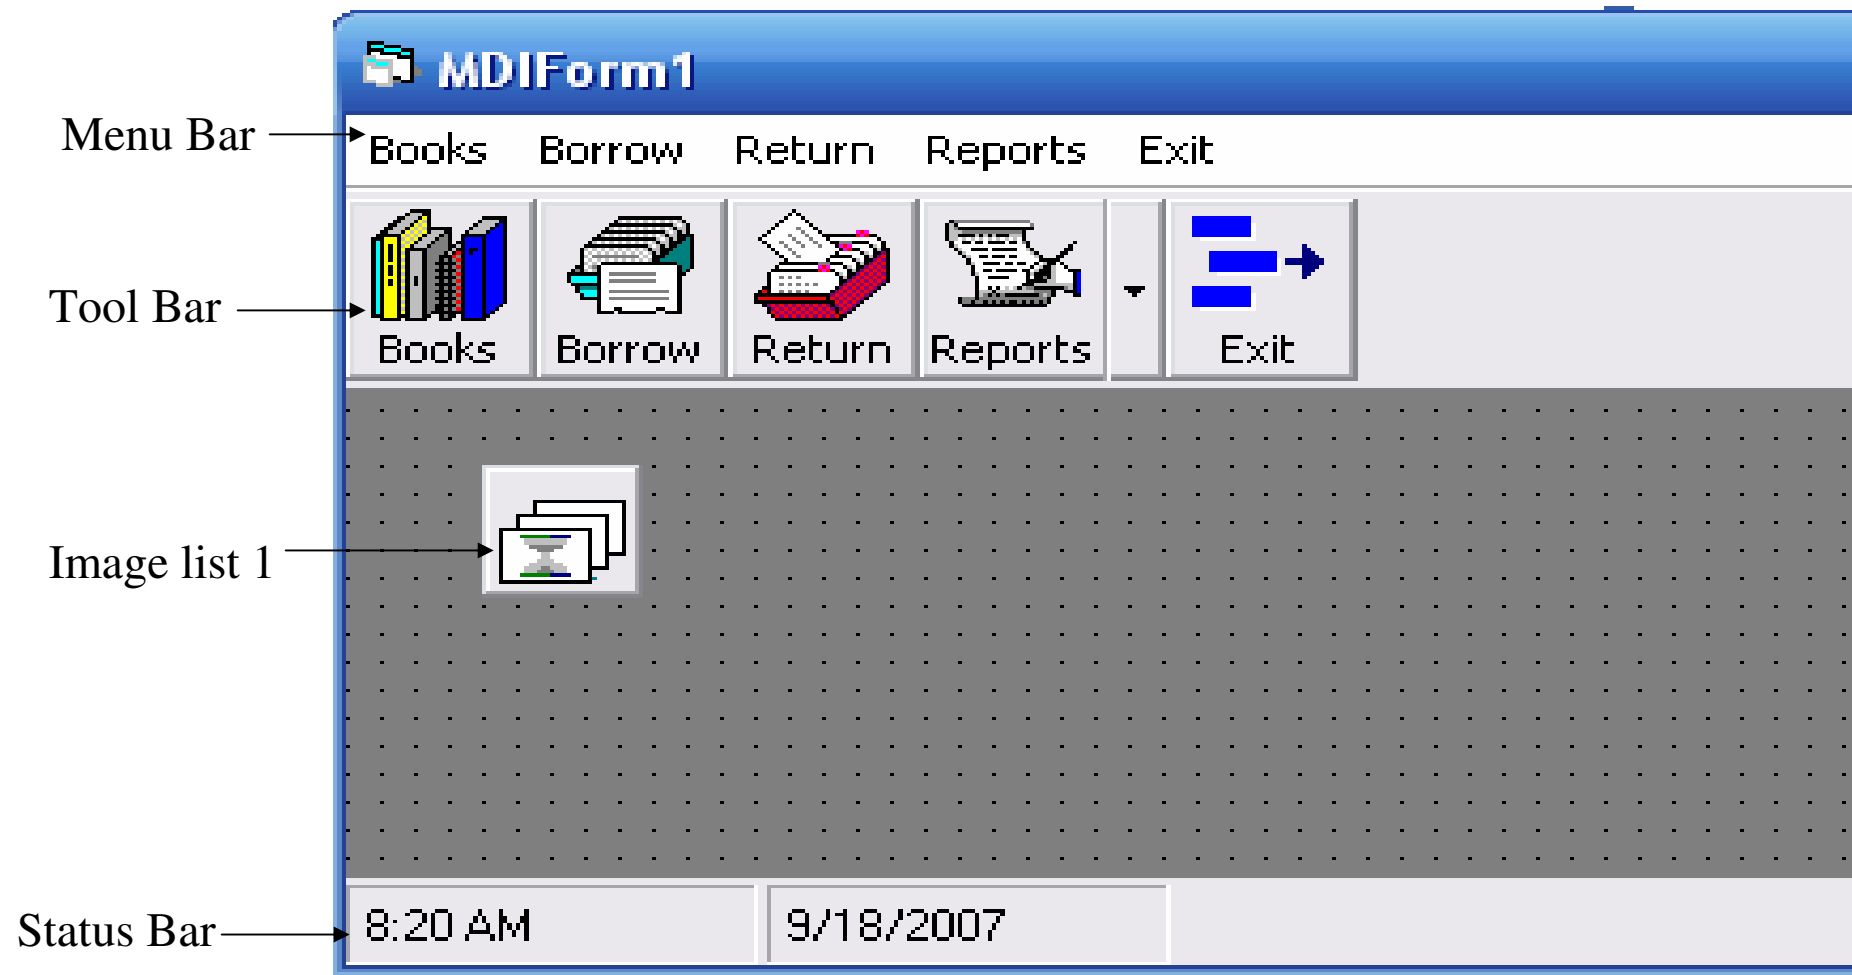 MDIForm1
Menu Bar
Books Borrow Return Reports Exit
Tool Bar
Books Borrow Return Reports Exit
Image list 1
Status Bar
8:20 AM 9/18/2007